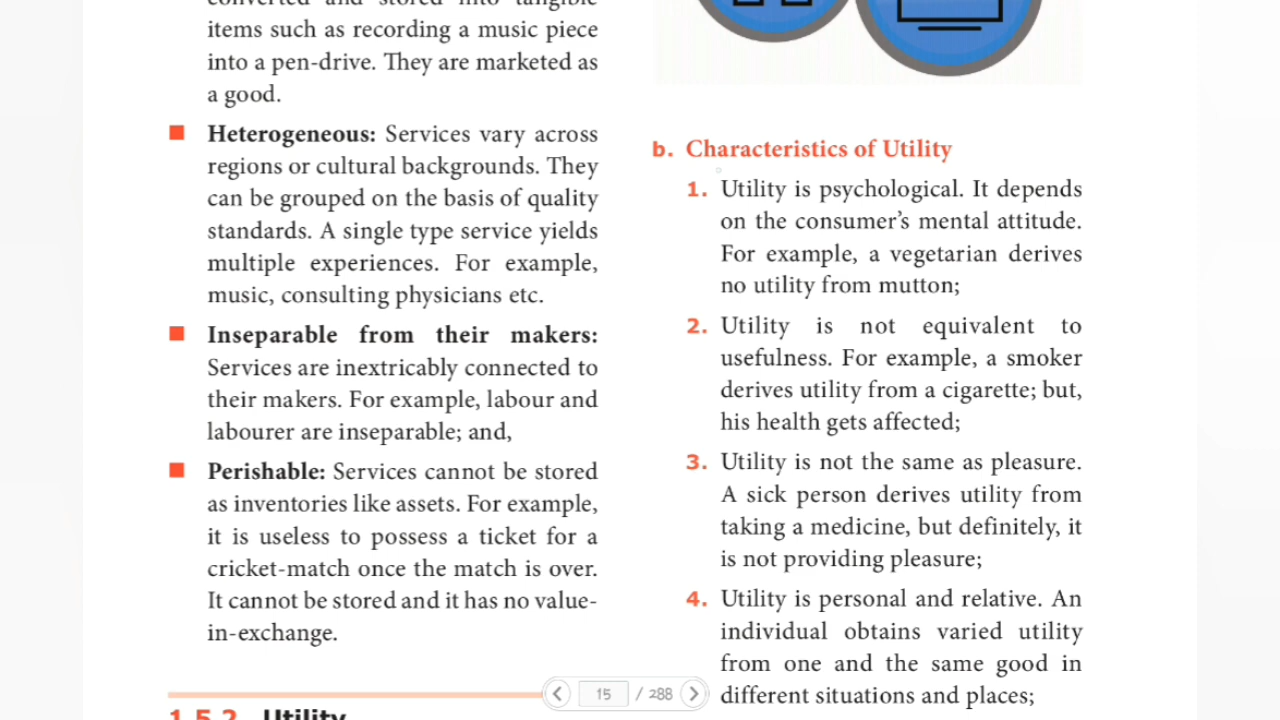 converted and stored into tangible
items such as recording a music piece
into a pen-drive. They are marketed as
a good.
■ Heterogeneous: Services vary across
regions or cultural backgrounds. They
can be grouped on the basis of quality
standards. A single type service yields
multiple experiences. For example,
music, consulting physicians etc.
■ Inseparable from their makers:
Services are inextricably connected to
their makers. For example, labour and
labourer are inseparable; and,
■ Perishable: Services cannot be stored
as inventories like assets. For example,
it is useless to possess a ticket for a
cricket-match once the match is over.
It cannot be stored and it has no value-
in-exchange.
1.5.2 Utility
b. Characteristics of Utility
1. Utility is psychological. It depends
on the consumer's mental attitude.
For example, a vegetarian derives
no utility from mutton;
2. Utility is not equivalent to
usefulness. For example, a smoker
derives utility from a cigarette; but,
his health gets affected;
3. Utility is not the same as pleasure.
A sick person derives utility from
taking a medicine, but definitely, it
is not providing pleasure;
4. Utility is personal and relative. An
individual obtains varied utility
from one and the same good in
different situations and places;
15 / 288